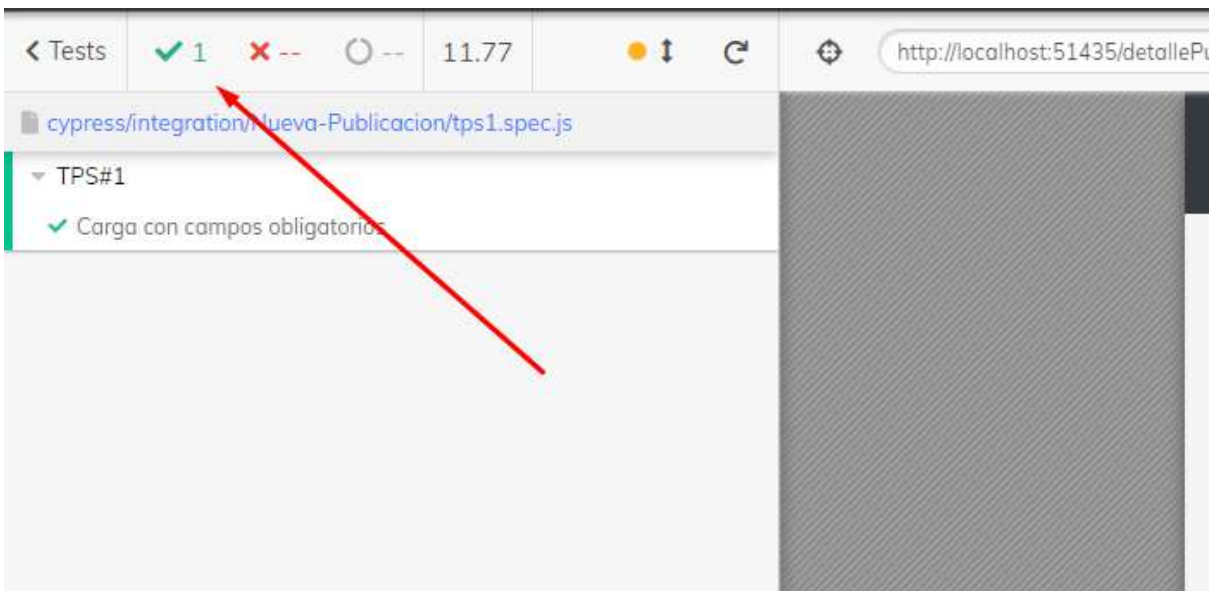 Tests 1 -- -- 11.77 http://localhost:51435/detalleP
cypress/integration/Nueva-Publicacion/tps1.spec.js
TPS#1
Carga con campos obligatorios